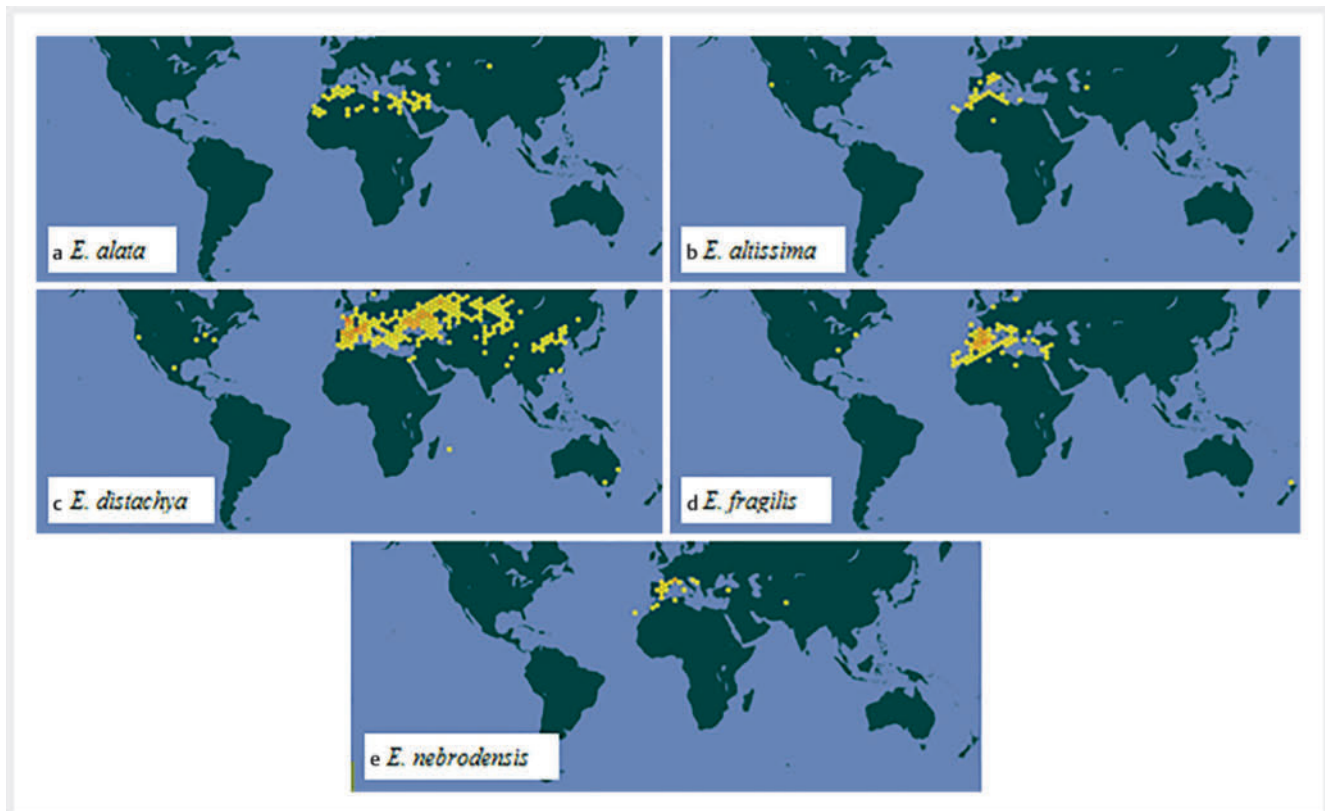 a E. alata
b E. altissima
c E. distachya
d E. fragilis
e E. nebrodensis